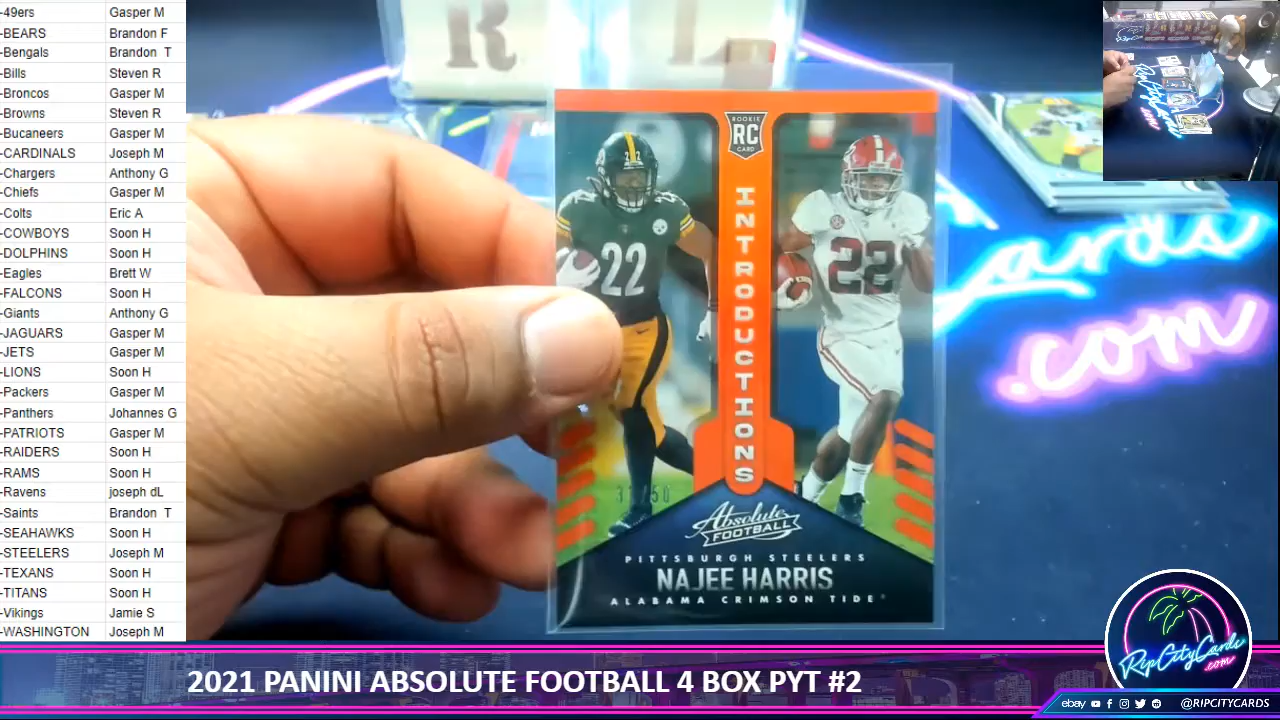 -49ers Gasper M
-BEARS Brandon F
-Bengals Brandon T
-Bills Steven R
-Broncos Gasper M
-Browns Steven R
-Bucaneers Gasper M
-CARDINALS Joseph M
-Chargers Anthony G
-Chiefs Gasper M
-Colts Eric A
-COWBOYS Soon H
-DOLPHINS Soon H
-Eagles Brett W
-FALCONS Soon H
-Giants Anthony G
-JAGUARS Gasper M
-JETS Gasper M
-LIONS Soon H
-Packers Gasper M
-Panthers Johannes G
-PATRIOTS Gasper M
-RAIDERS Soon H
-RAMS Soon H
-Ravens joseph dL
-Saints Brandon T
-SEAHAWKS Soon H
-STEELERS Joseph M
-TEXANS Soon H
-TITANS Soon H
-Vikings Jamie S
-WASHINGTON Joseph M
R
ROOKIE
RC
CARD
INTRODUCTIONS
22
22
Absolute
FOOTBALL
PITTSBURGH STEELERS
NAJEE HARRIS
ALABAMA CRIMSON TIDE
ards
.com
2021 PANINI ABSOLUTE FOOTBALL 4 BOX PYT #2
RipCityCards
.com
ebay @RIPCITYCARDS